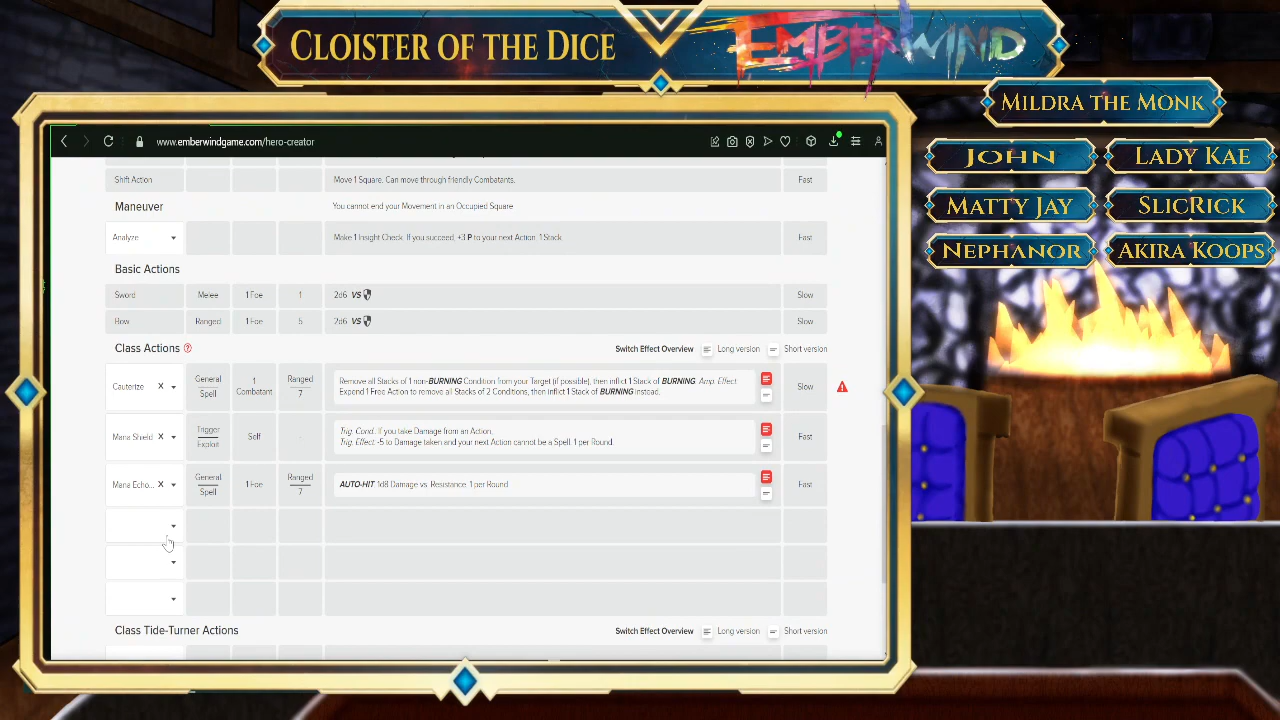 CLOISTER OF THE DICE
EMBERWIND
MILDRA THE MONK
JOHN
LADY KAE
MATTY JAY
SLICRICK
NEPHANOR
AKIRA KOOPS
www.emberwindgame.com/hero-creator
Shift Action
Move 1 Square. Can move through friendly Combatants.
Fast
Maneuver
You cannot end your Movement in an Occupied Square
Analyze
Make 1 Insight Check. If you succeed, +3 P to your next Action. 1 Stack.
Fast
Basic Actions
Sword
Melee
1 Foe
1
2d6 VS
Slow
Bow
Ranged
1 Foe
5
2d6 VS
Slow
Class Actions
Switch Effect Overview
Long version
Short version
Cauterize X
General
Spell
1
Combatant
Ranged
7
Remove all Stacks of 1 non-BURNING Condition from your Target (if possible), then inflict 1 Stack of BURNING. Amp. Effect:
Expend 1 Free Action to remove all Stacks of 2 Conditions, then inflict 1 Stack of BURNING instead.
Slow
Mana Shield X
Trigger
Exploit
Self
-
Trig. Cond.: If you take Damage from an Action,
Trig. Effect: -5 to Damage taken and your next Action cannot be a Spell. 1 per Round.
Fast
Mana Echo... X
General
Spell
1 Foe
Ranged
7
AUTO-HIT 1d8 Damage vs. Resistance. 1 per Round
Fast
Class Tide-Turner Actions
Switch Effect Overview
Long version
Short version